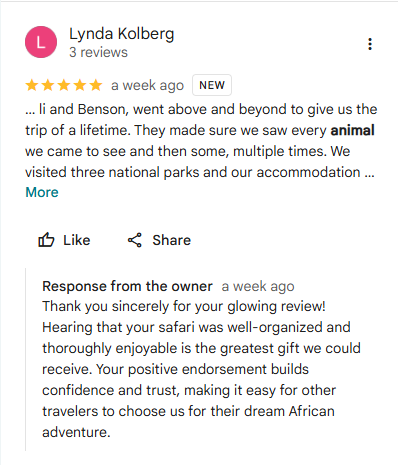 L
Lynda Kolberg
3 reviews
a week ago NEW
... li and Benson, went above and beyond to give us the
trip of a lifetime. They made sure we saw every animal
we came to see and then some, multiple times. We
visited three national parks and our accommodation ...
More
Like Share
Response from the owner a week ago
Thank you sincerely for your glowing review!
Hearing that your safari was well-organized and
thoroughly enjoyable is the greatest gift we could
receive. Your positive endorsement builds
confidence and trust, making it easy for other
travelers to choose us for their dream African
adventure.